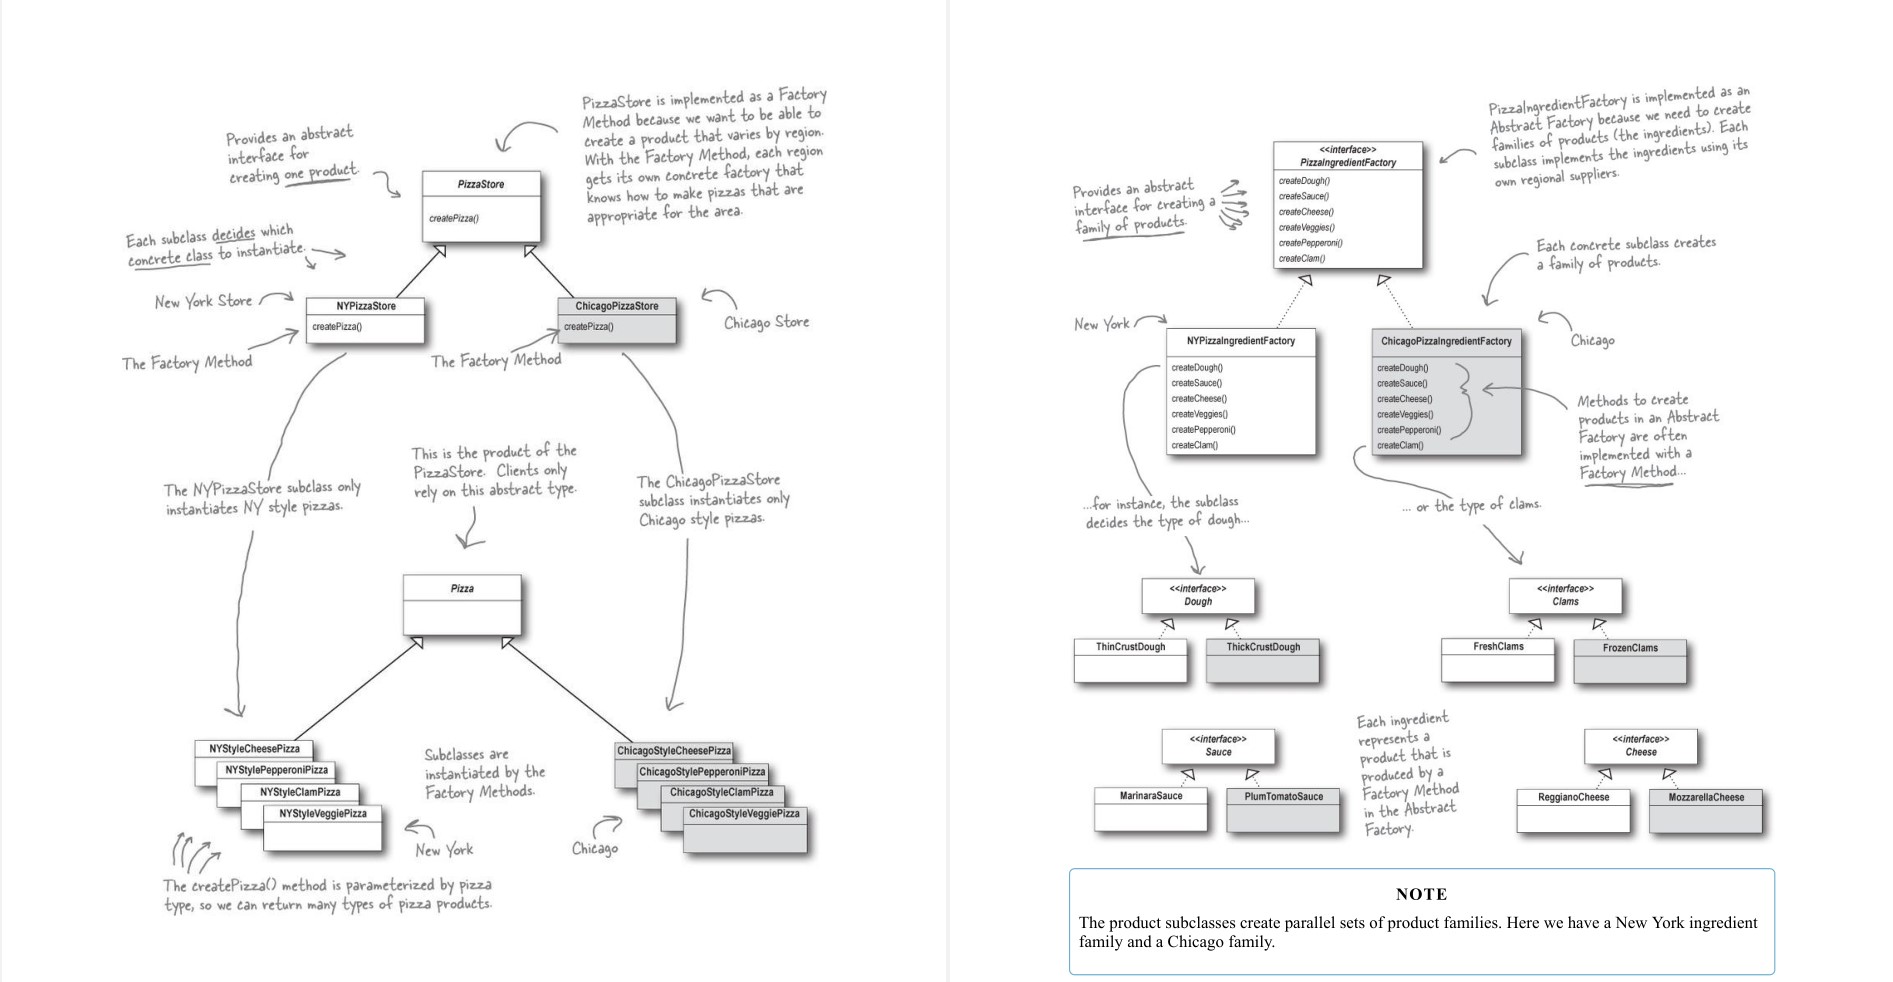 Provides an abstract
interface for
creating one product.
PizzaStore is implemented as a Factory
Method because we want to be able to
create a product that varies by region.
With the Factory Method, each region
gets its own concrete factory that
knows how to make pizzas that are
appropriate for the area.
PizzaStore
createPizza()
Each subclass decides which
concrete class to instantiate.
New York Store
NYPizzaStore
createPizza()
ChicagoPizzaStore
createPizza()
Chicago Store
The Factory Method
The Factory Method
The NYPizzaStore subclass only
instantiates NY style pizzas.
This is the product of the
PizzaStore. Clients only
rely on this abstract type.
The ChicagoPizzaStore
subclass instantiates only
Chicago style pizzas.
Pizza
NYStyleCheesePizza
NYStylePepperoniPizza
NYStyleClamPizza
NYStyleVeggiePizza
Subclasses are
instantiated by the
Factory Methods.
ChicagoStyleCheesePizza
ChicagoStylePepperoniPizza
ChicagoStyleClamPizza
ChicagoStyleVeggiePizza
New York
Chicago
The createPizza() method is parameterized by pizza
type, so we can return many types of pizza products.
PizzaIngredientFactory is implemented as an
Abstract Factory because we need to create
families of products (the ingredients). Each
subclass implements the ingredients using its
own regional suppliers.
<<interface>>
PizzaIngredientFactory
createDough()
createSauce()
createCheese()
createVeggies()
createPepperoni()
createClam()
Provides an abstract
interface for creating a
family of products.
Each concrete subclass creates
a family of products.
New York
NYPizzaIngredientFactory
createDough()
createSauce()
createCheese()
createVeggies()
createPepperoni()
createClam()
ChicagoPizzaIngredientFactory
createDough()
createSauce()
createCheese()
createVeggies()
createPepperoni()
createClam()
Chicago
Methods to create
products in an Abstract
Factory are often
implemented with a
Factory Method...
...for instance, the subclass
decides the type of dough...
... or the type of clams.
<<interface>>
Dough
ThinCrustDough
ThickCrustDough
<<interface>>
Clams
FreshClams
FrozenClams
<<interface>>
Sauce
MarinaraSauce
PlumTomatoSauce
Each ingredient
represents a
product that is
produced by a
Factory Method
in the Abstract
Factory.
<<interface>>
Cheese
ReggianoCheese
MozzarellaCheese
NOTE
The product subclasses create parallel sets of product families. Here we have a New York ingredient
family and a Chicago family.